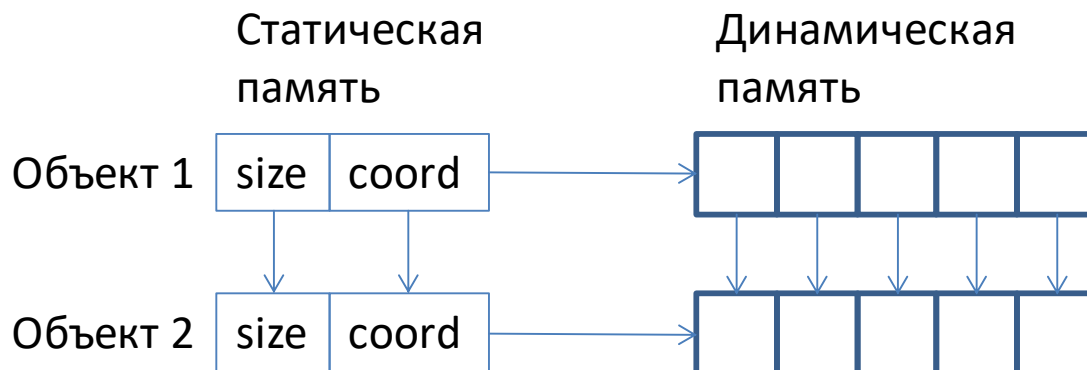 Статическая
память
Динамическая
память
Объект 1 size coord
Объект 2 size coord